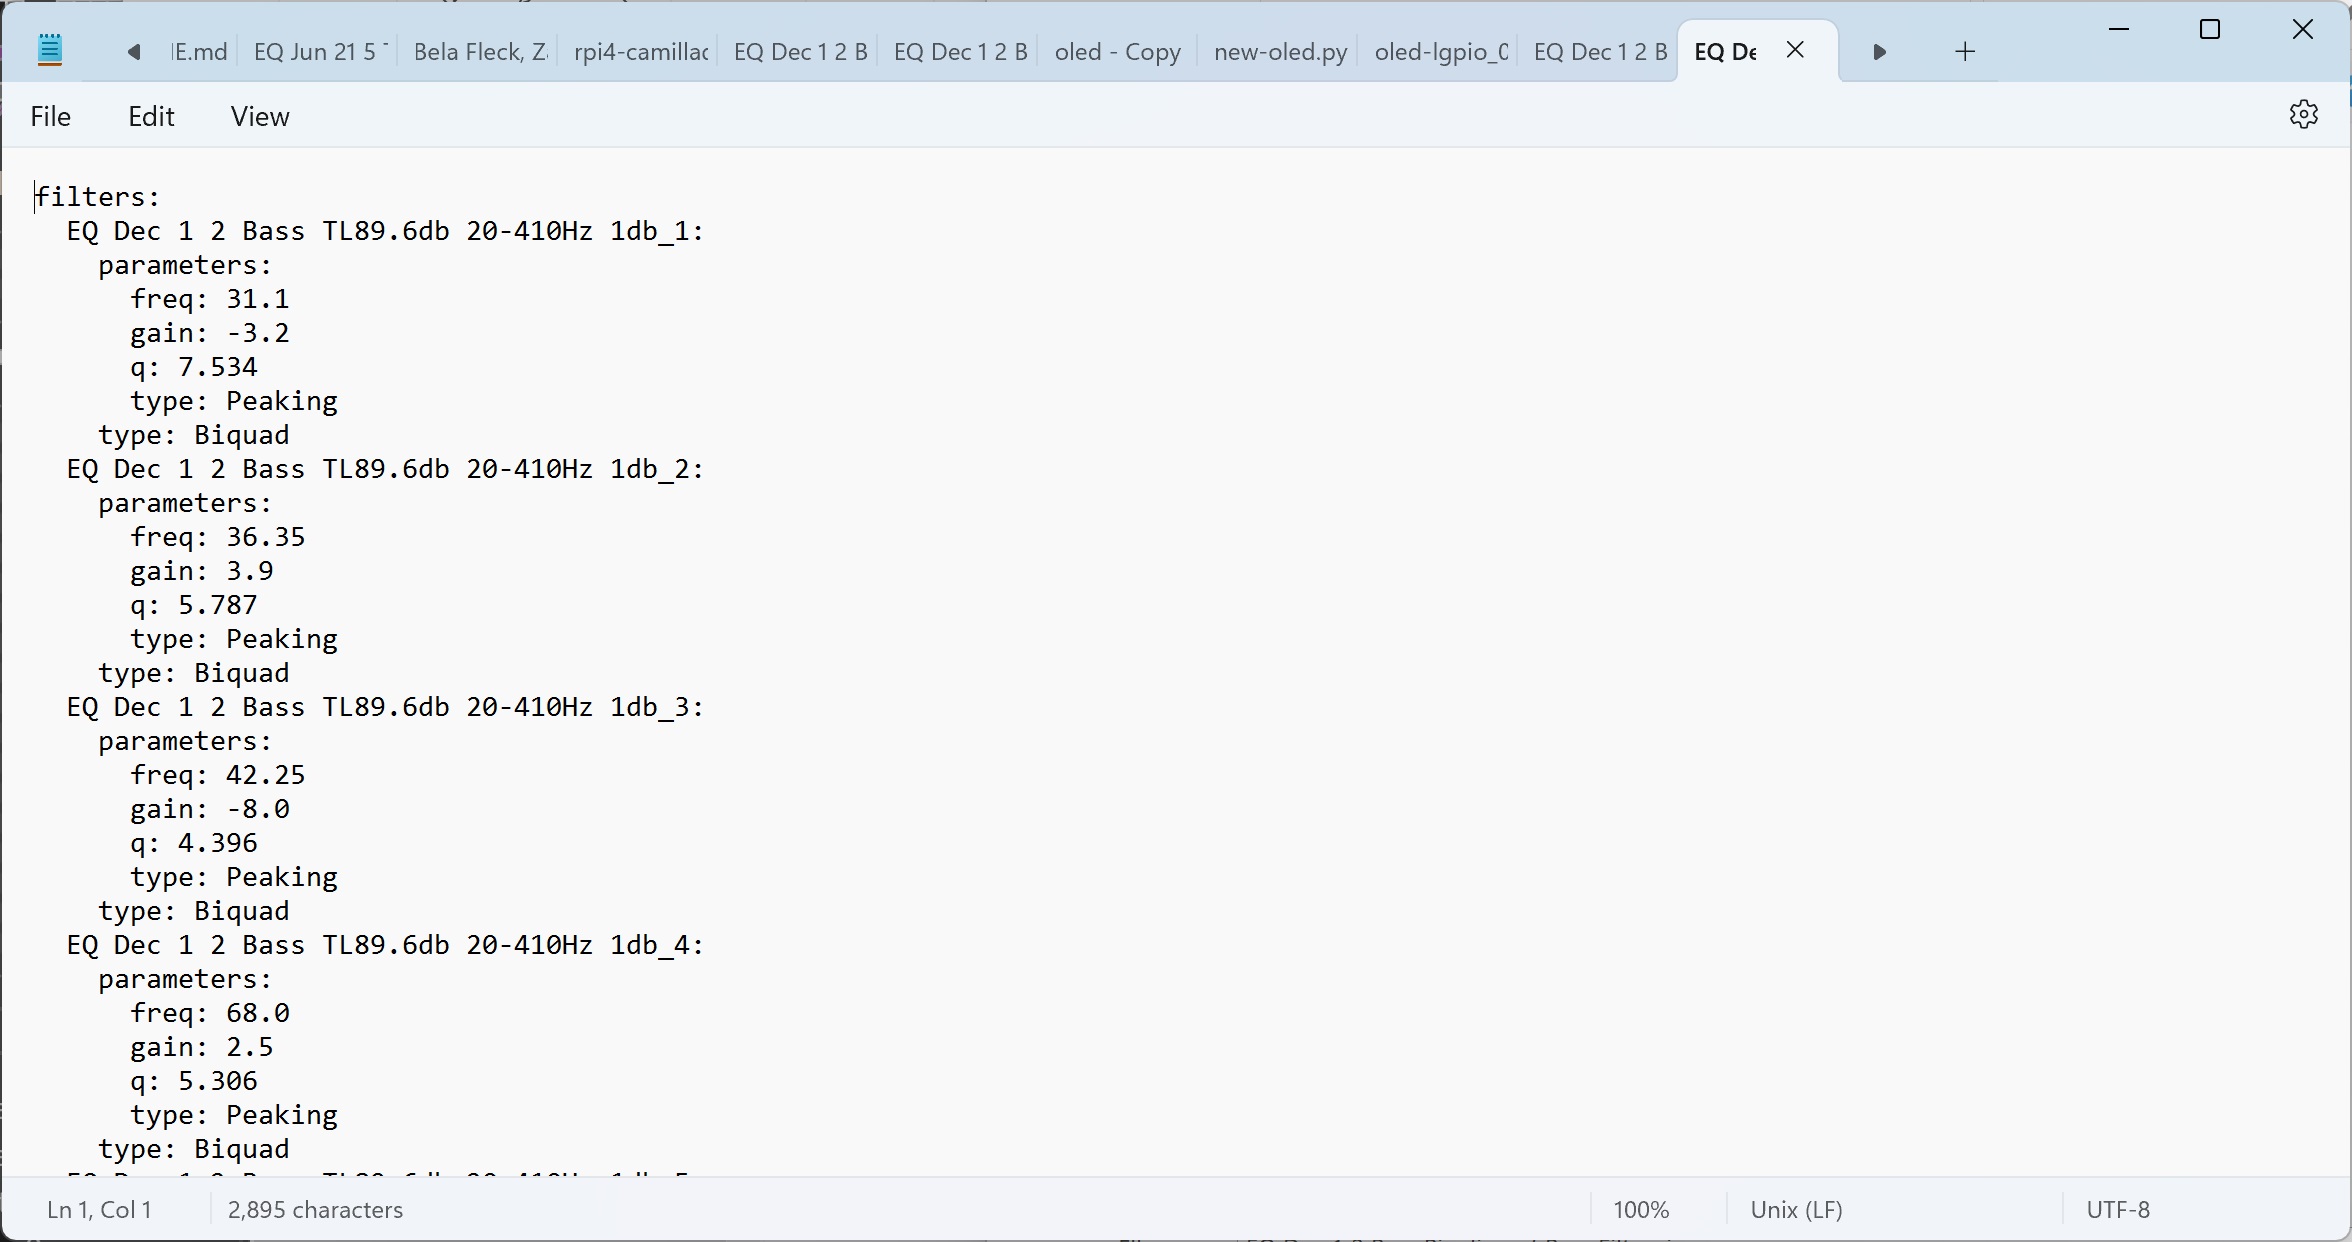 IE.md EQ Jun 21 5 Bela Fleck, Z rpi4-camillac EQ Dec 1 2 B EQ Dec 1 2 B oled - Copy new-oled.py oled-lgpio_0 EQ Dec 1 2 B EQ De
File Edit View
filters:
EQ Dec 1 2 Bass TL89.6db 20-410Hz 1db_1:
parameters:
freq: 31.1
gain: -3.2
q: 7.534
type: Peaking
type: Biquad
EQ Dec 1 2 Bass TL89.6db 20-410Hz 1db_2:
parameters:
freq: 36.35
gain: 3.9
q: 5.787
type: Peaking
type: Biquad
EQ Dec 1 2 Bass TL89.6db 20-410Hz 1db_3:
parameters:
freq: 42.25
gain: -8.0
q: 4.396
type: Peaking
type: Biquad
EQ Dec 1 2 Bass TL89.6db 20-410Hz 1db_4:
parameters:
freq: 68.0
gain: 2.5
q: 5.306
type: Peaking
type: Biquad
Ln 1, Col 1 2,895 characters 100% Unix (LF) UTF-8